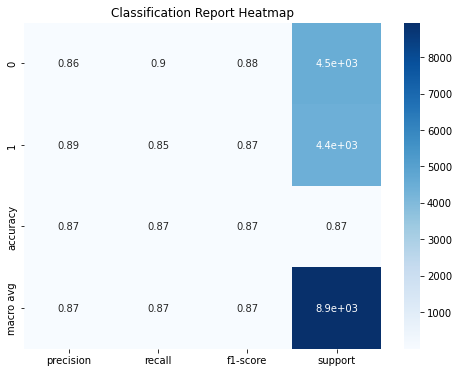 Classification Report Heatmap
0 0.86 0.9 0.88 4.5e+03
1 0.89 0.85 0.87 4.4e+03
accuracy 0.87 0.87 0.87 0.87
macro avg 0.87 0.87 0.87 8.9e+03
precision recall f1-score support
8000
7000
6000
5000
4000
3000
2000
1000